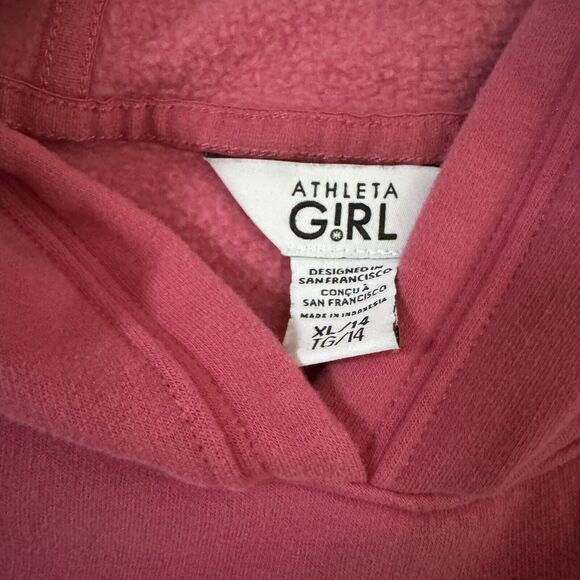 ATHLETA
G!RL
DESIGNED IN
SAN FRANCISCO
CONÇU À
SAN FRANCISCO
MADE IN INDONESIA
XL/14
TG/14